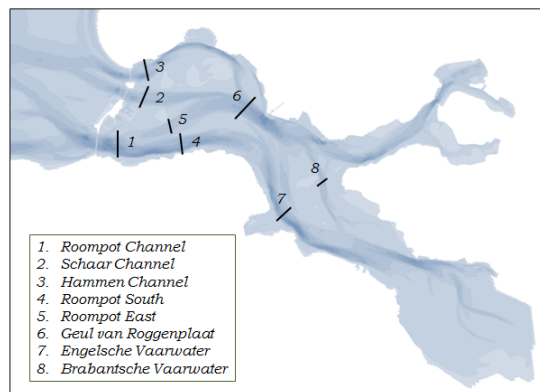 3
2
6
5
1
4
8
7
1. Roompot Channel
2. Schaar Channel
3. Hammen Channel
4. Roompot South
5. Roompot East
6. Geul van Roggenplaat
7. Engelsche Vaarwater
8. Brabantsche Vaarwater